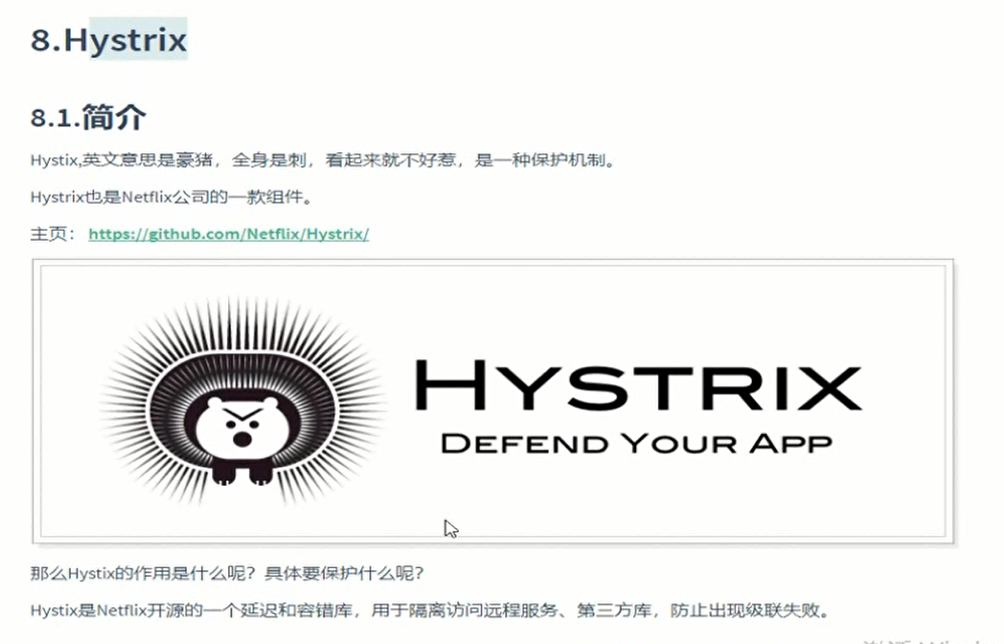 8.Hystrix
8.1.简介
Hystix,英文意思是豪猪，全身是刺，看起来就不好惹，是一种保护机制。
Hystrix也是Netflix公司的一款组件。
主页：https://github.com/Netflix/Hystrix/
HYSTRIX
DEFEND YOUR APP
那么Hystix的作用是什么呢？具体要保护什么呢？
Hystix是Netflix开源的一个延迟和容错库，用于隔离访问远程服务、第三方库，防止出现级联失败。